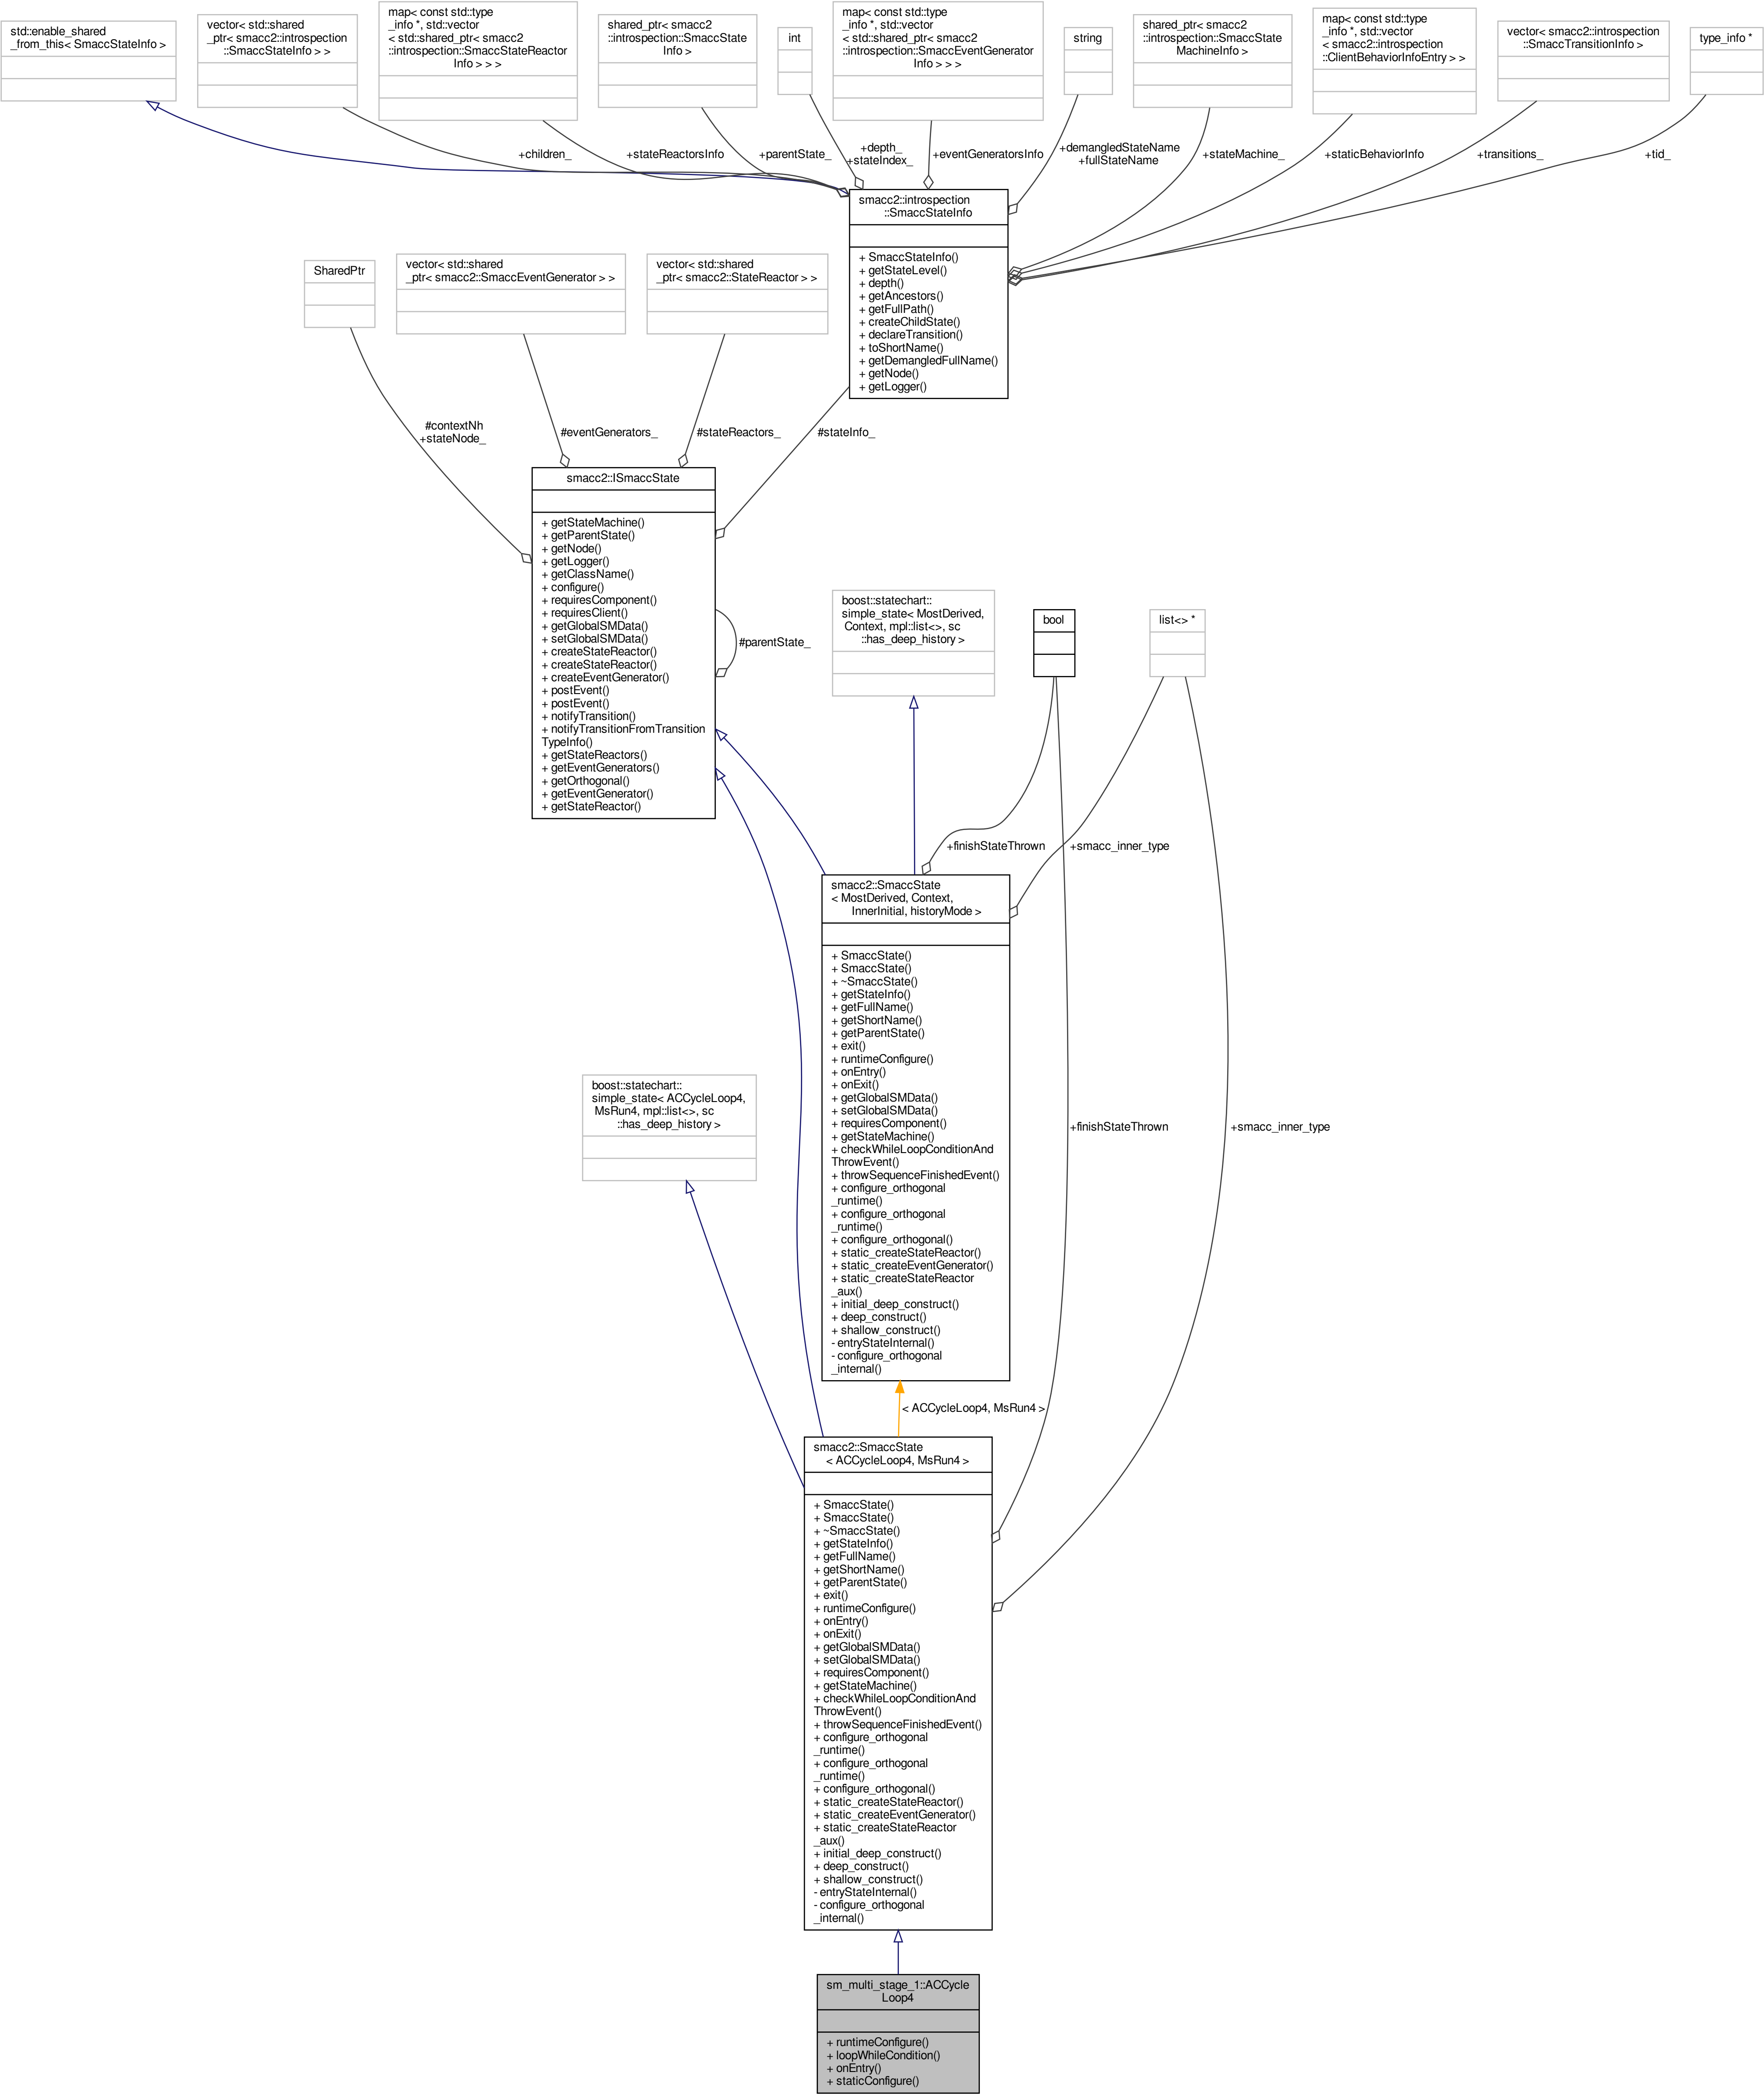 std::enable_shared
_from_this< SmaccStateInfo >
vector< std::shared
_ptr< smacc2::introspection
::SmaccStateInfo > >
map< const std::type
_info *, std::vector
< std::shared_ptr< smacc2
::introspection::SmaccStateReactor
Info > > >
shared_ptr< smacc2
::introspection::SmaccState
Info >
int
map< const std::type
_info *, std::vector
< std::shared_ptr< smacc2
::introspection::SmaccEventGenerator
Info > > >
string
shared_ptr< smacc2
::introspection::SmaccState
MachineInfo >
map< const std::type
_info *, std::vector
< smacc2::introspection
::ClientBehaviorInfoEntry > >
vector< smacc2::introspection
::SmaccTransitionInfo >
type_info *
+children_
+stateReactorsInfo
+parentState_
+depth_
+stateIndex_
+eventGeneratorsInfo
+demangledStateName
+fullStateName
+stateMachine_
+staticBehaviorInfo
+transitions_
+tid_
smacc2::introspection
::SmaccStateInfo
+ SmaccStateInfo()
+ getStateLevel()
+ depth()
+ getAncestors()
+ getFullPath()
+ createChildState()
+ declareTransition()
+ toShortName()
+ getDemangledFullName()
+ getNode()
+ getLogger()
SharedPtr
vector< std::shared
_ptr< smacc2::SmaccEventGenerator > >
vector< std::shared
_ptr< smacc2::StateReactor > >
#contextNh
+stateNode_
#eventGenerators_
#stateReactors_
#stateInfo_
smacc2::ISmaccState
+ getStateMachine()
+ getParentState()
+ getNode()
+ getLogger()
+ getClassName()
+ configure()
+ requiresComponent()
+ requiresClient()
+ getGlobalSMData()
+ setGlobalSMData()
+ createStateReactor()
+ createStateReactor()
+ createEventGenerator()
+ postEvent()
+ postEvent()
+ notifyTransition()
+ notifyTransitionFromTransition
TypeInfo()
+ getStateReactors()
+ getEventGenerators()
+ getOrthogonal()
+ getEventGenerator()
+ getStateReactor()
#parentState_
boost::statechart::
simple_state< MostDerived,
Context, mpl::list<>, sc
::has_deep_history >
bool
list<> *
+finishStateThrown
+smacc_inner_type
smacc2::SmaccState
< MostDerived, Context,
InnerInitial, historyMode >
+ SmaccState()
+ SmaccState()
+ ~SmaccState()
+ getStateInfo()
+ getFullName()
+ getShortName()
+ getParentState()
+ exit()
+ runtimeConfigure()
+ onEntry()
+ onExit()
+ getGlobalSMData()
+ setGlobalSMData()
+ requiresComponent()
+ getStateMachine()
+ checkWhileLoopConditionAnd
ThrowEvent()
+ throwSequenceFinishedEvent()
+ configure_orthogonal
_runtime()
+ configure_orthogonal
_runtime()
+ configure_orthogonal()
+ static_createStateReactor()
+ static_createEventGenerator()
+ static_createStateReactor
_aux()
+ initial_deep_construct()
+ deep_construct()
+ shallow_construct()
- entryStateInternal()
- configure_orthogonal
_internal()
boost::statechart::
simple_state< ACCycleLoop4,
MsRun4, mpl::list<>, sc
::has_deep_history >
+finishStateThrown
+smacc_inner_type
< ACCycleLoop4, MsRun4 >
smacc2::SmaccState
< ACCycleLoop4, MsRun4 >
+ SmaccState()
+ SmaccState()
+ ~SmaccState()
+ getStateInfo()
+ getFullName()
+ getShortName()
+ getParentState()
+ exit()
+ runtimeConfigure()
+ onEntry()
+ onExit()
+ getGlobalSMData()
+ setGlobalSMData()
+ requiresComponent()
+ getStateMachine()
+ checkWhileLoopConditionAnd
ThrowEvent()
+ throwSequenceFinishedEvent()
+ configure_orthogonal
_runtime()
+ configure_orthogonal
_runtime()
+ configure_orthogonal()
+ static_createStateReactor()
+ static_createEventGenerator()
+ static_createStateReactor
_aux()
+ initial_deep_construct()
+ deep_construct()
+ shallow_construct()
- entryStateInternal()
- configure_orthogonal
_internal()
sm_multi_stage_1::ACCycle
Loop4
+ runtimeConfigure()
+ loopWhileCondition()
+ onEntry()
+ staticConfigure()